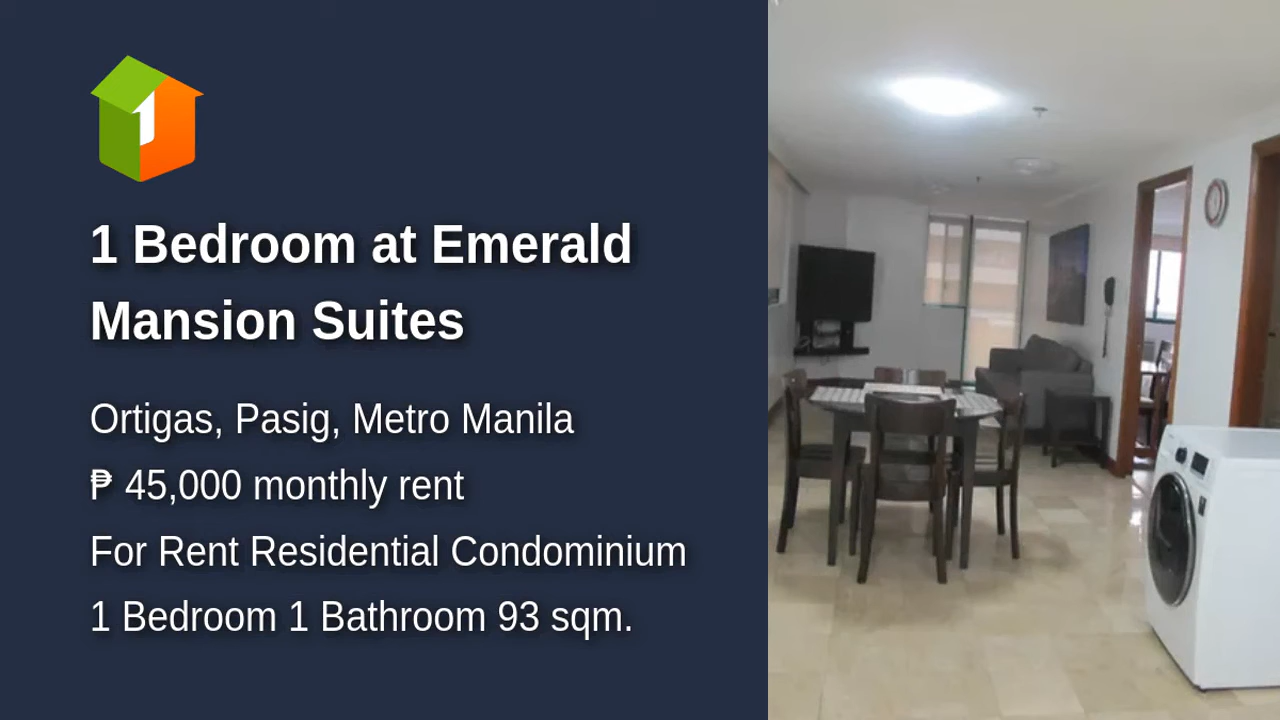 1 Bedroom at Emerald
Mansion Suites
Ortigas, Pasig, Metro Manila
₱ 45,000 monthly rent
For Rent Residential Condominium
1 Bedroom 1 Bathroom 93 sqm.